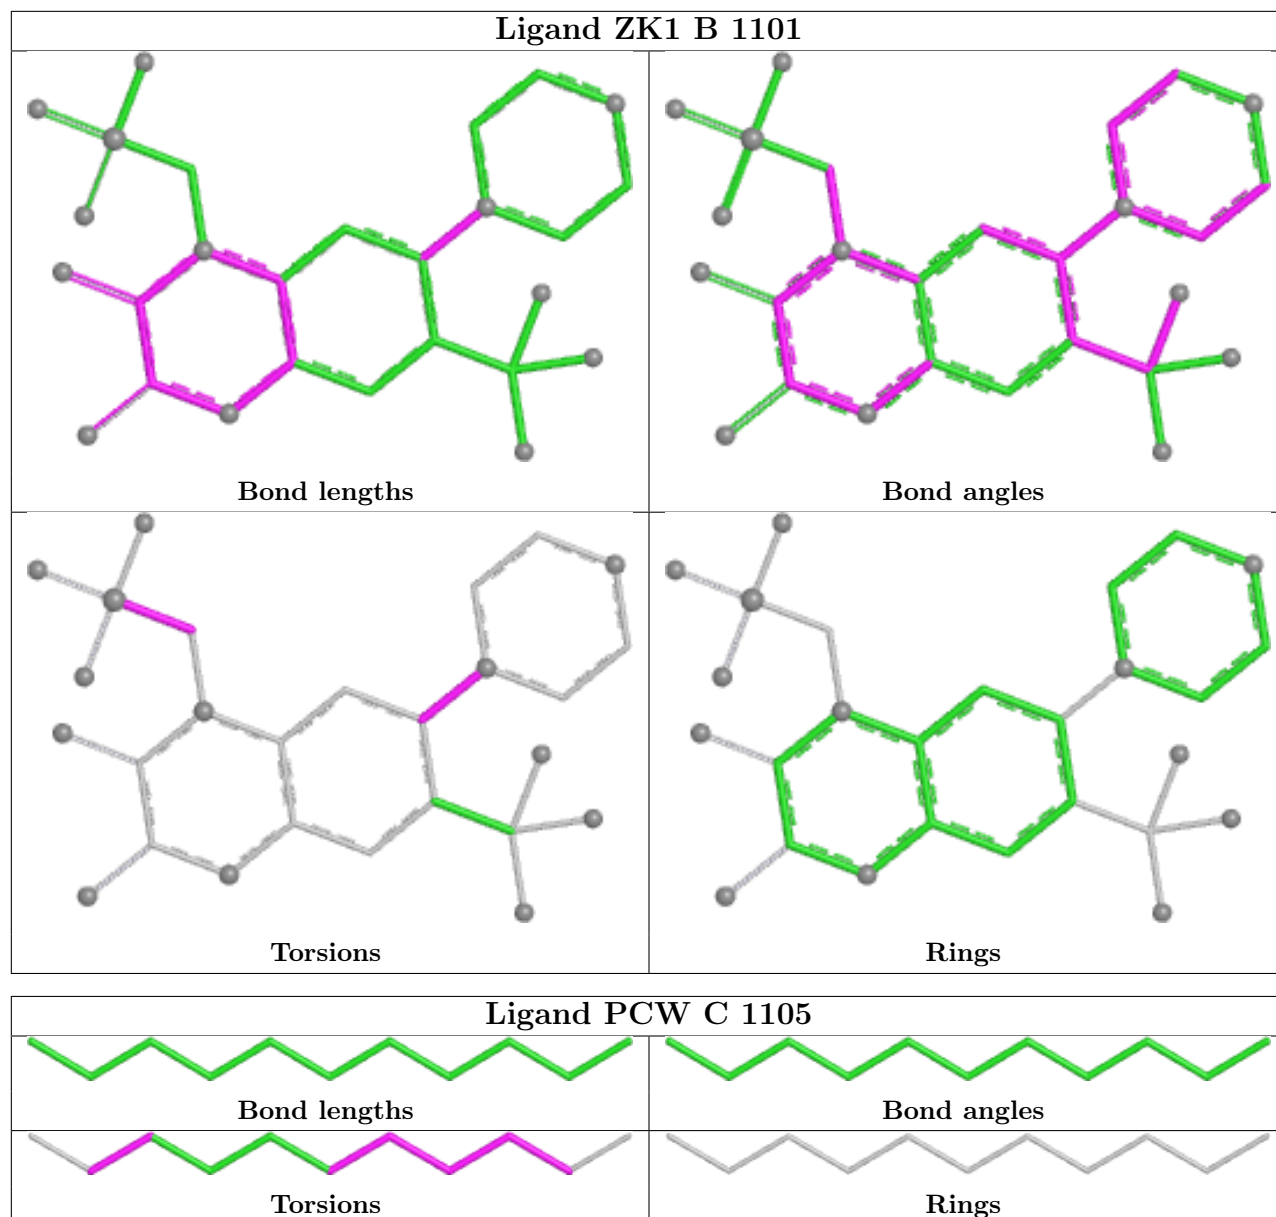 Ligand ZK1 B 1101
Bond lengths
Bond angles
Torsions
Rings
Ligand PCW C 1105
Bond lengths
Bond angles
Torsions
Rings